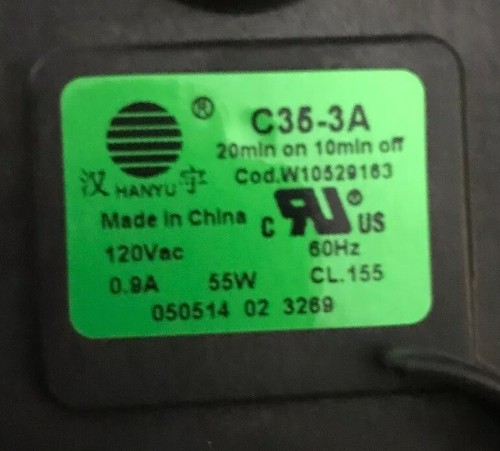 ® C35-3A
20min on 10min off
汉 HANYU 宇 Cod.W10529163
Made in China c RU ® US
120Vac 60Hz
0.9A 55W CL.155
050514 02 3269